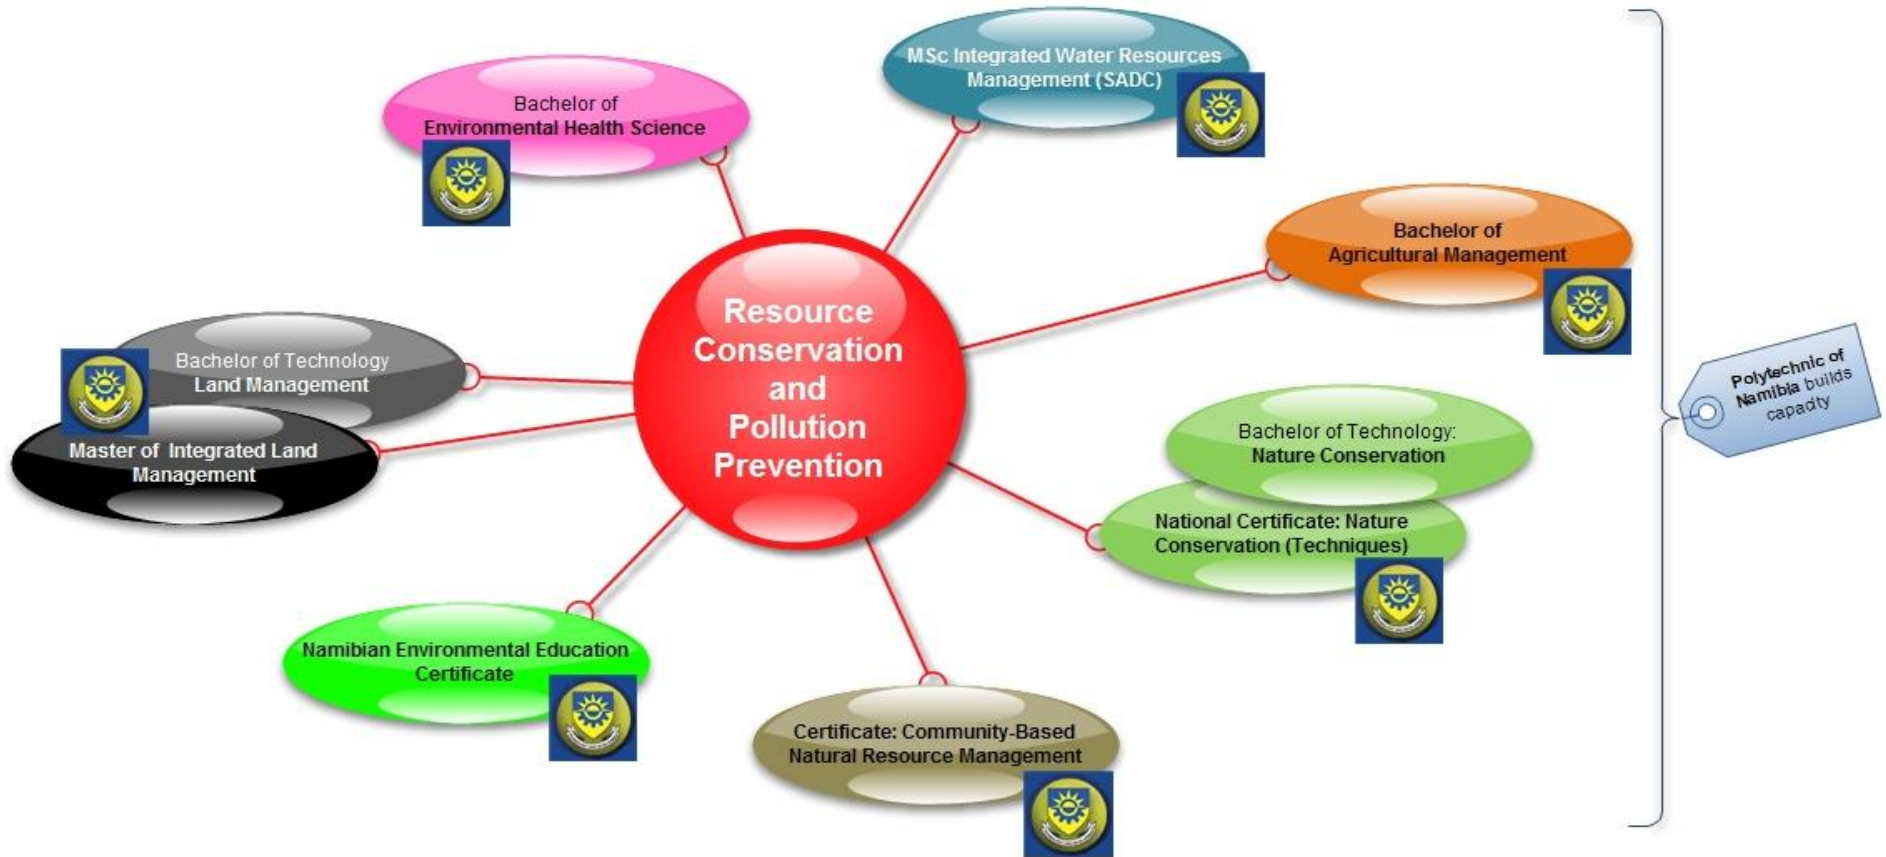 MSc Integrated Water Resources
Management (SADC)
Bachelor of
Environmental Health Science
Bachelor of
Agricultural Management
Resource
Conservation
and
Pollution
Prevention
Bachelor of Technology
Land Management
Master of Integrated Land
Management
Polytechnic of
Namibia builds
capacity
Bachelor of Technology:
Nature Conservation
National Certificate: Nature
Conservation (Techniques)
Namibian Environmental Education
Certificate
Certificate: Community-Based
Natural Resource Management